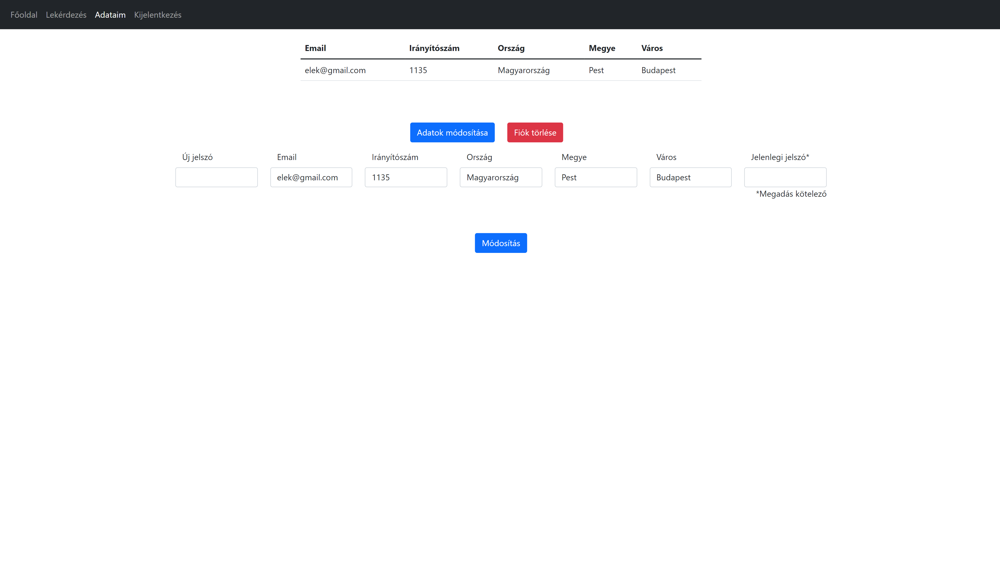 Főoldal Lekérdezés Adataim Kijelentkezés
Email Irányítószám Ország Megye Város
elek@gmail.com 1135 Magyarország Pest Budapest
Adatok módosítása Fiók törlése
Új jelszó Email Irányítószám Ország Megye Város Jelenlegi jelszó*
elek@gmail.com 1135 Magyarország Pest Budapest
*Megadás kötelező
Módosítás